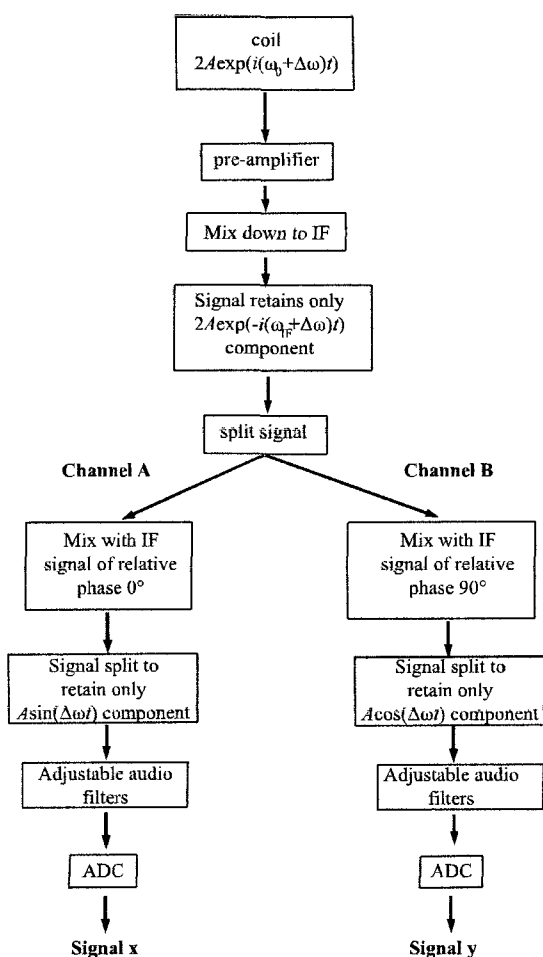 coil
2Aexp(i(ω0+Δω)t)
pre-amplifier
Mix down to IF
Signal retains only
2Aexp(-i(ωIF+Δω)t)
component
split signal
Channel A
Channel B
Mix with IF
signal of relative
phase 0°
Mix with IF
signal of relative
phase 90°
Signal split to
retain only
Asin(Δωt) component
Signal split to
retain only
Acos(Δωt) component
Adjustable audio
filters
Adjustable audio
filters
ADC
ADC
Signal x
Signal y